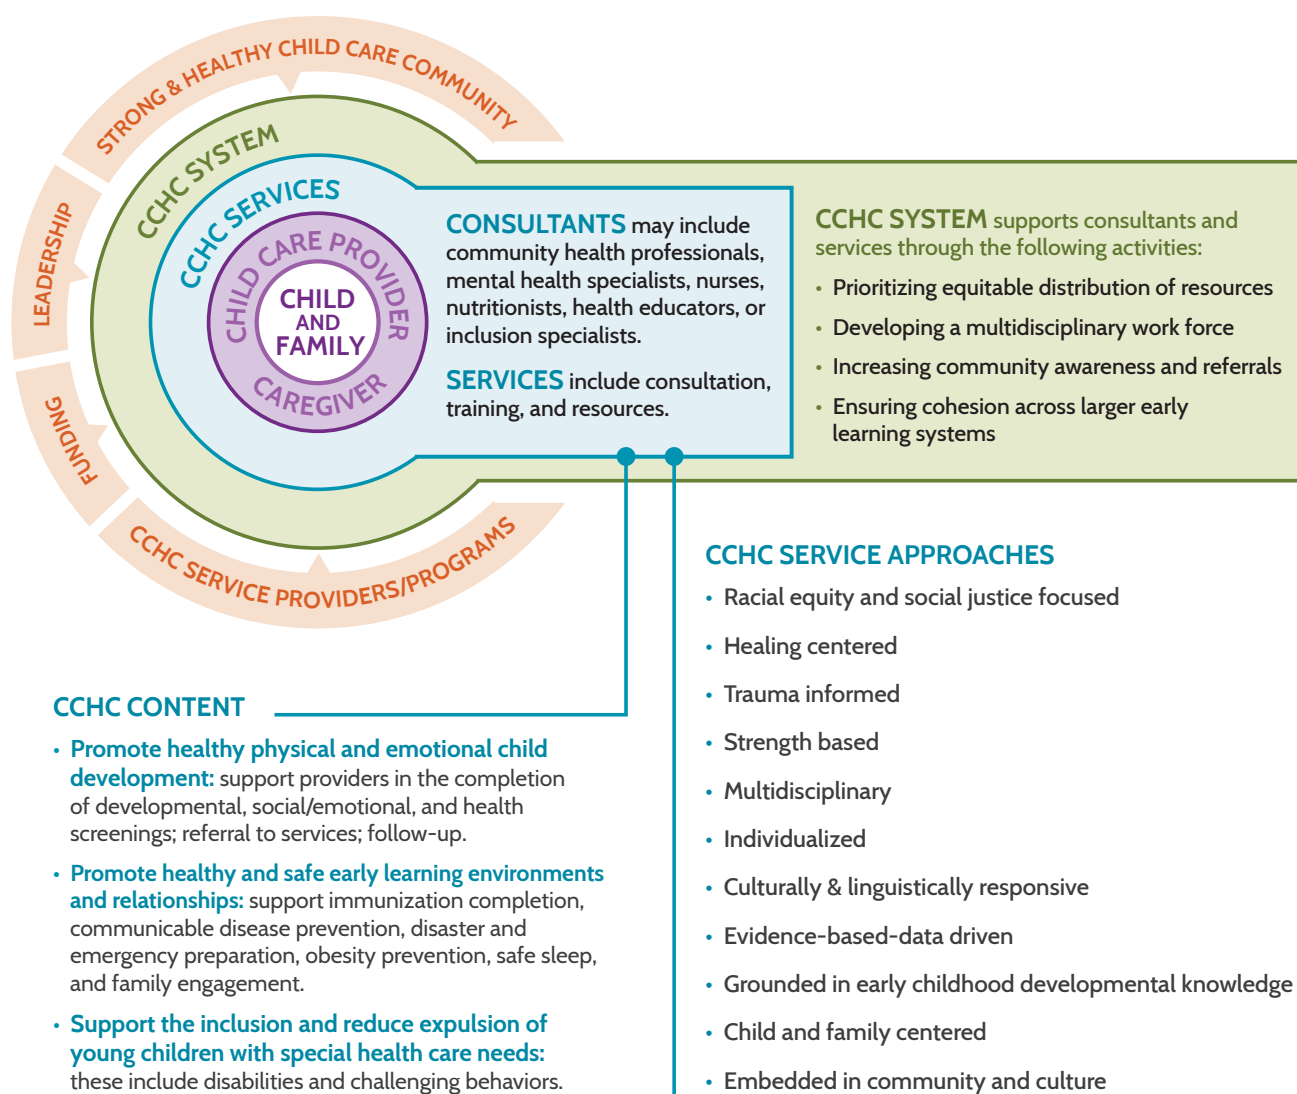 STRONG & HEALTHY CHILD CARE COMMUNITY
LEADERSHIP
FUNDING
CCHC SERVICE PROVIDERS/PROGRAMS
CCHC SYSTEM
CCHC SERVICES
CHILD CARE PROVIDER
CAREGIVER
CHILD
AND
FAMILY
CONSULTANTS may include
community health professionals,
mental health specialists, nurses,
nutritionists, health educators, or
inclusion specialists.
SERVICES include consultation,
training, and resources.
CCHC SYSTEM supports consultants and
services through the following activities:
• Prioritizing equitable distribution of resources
• Developing a multidisciplinary work force
• Increasing community awareness and referrals
• Ensuring cohesion across larger early
learning systems
CCHC CONTENT
• Promote healthy physical and emotional child
development: support providers in the completion
of developmental, social/emotional, and health
screenings; referral to services; follow-up.
• Promote healthy and safe early learning environments
and relationships: support immunization completion,
communicable disease prevention, disaster and
emergency preparation, obesity prevention, safe sleep,
and family engagement.
• Support the inclusion and reduce expulsion of
young children with special health care needs:
these include disabilities and challenging behaviors.
CCHC SERVICE APPROACHES
• Racial equity and social justice focused
• Healing centered
• Trauma informed
• Strength based
• Multidisciplinary
• Individualized
• Culturally & linguistically responsive
• Evidence-based-data driven
• Grounded in early childhood developmental knowledge
• Child and family centered
• Embedded in community and culture